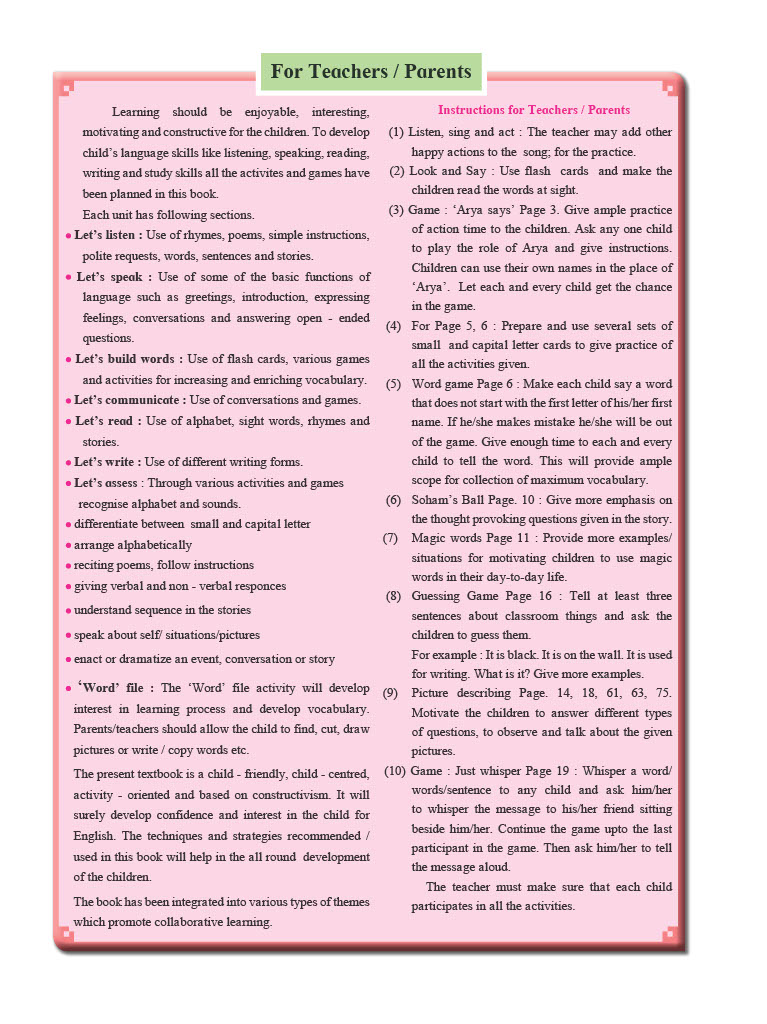 For Teachers / Parents
Learning should be enjoyable, interesting,
motivating and constructive for the children. To develop
child's language skills like listening, speaking, reading,
writing and study skills all the activites and games have
been planned in this book.
Each unit has following sections.
● Let's listen : Use of rhymes, poems, simple instructions,
polite requests, words, sentences and stories.
● Let's speak : Use of some of the basic functions of
language such as greetings, introduction, expressing
feelings, conversations and answering open - ended
questions.
● Let's build words : Use of flash cards, various games
and activities for increasing and enriching vocabulary.
● Let's communicate : Use of conversations and games.
● Let's read : Use of alphabet, sight words, rhymes and
stories.
● Let's write : Use of different writing forms.
● Let's assess : Through various activities and games
recognise alphabet and sounds.
● differentiate between small and capital letter
● arrange alphabetically
● reciting poems, follow instructions
● giving verbal and non - verbal responces
● understand sequence in the stories
● speak about self/ situations/pictures
● enact or dramatize an event, conversation or story
● 'Word' file : The 'Word' file activity will develop
interest in learning process and develop vocabulary.
Parents/teachers should allow the child to find, cut, draw
pictures or write / copy words etc.
The present textbook is a child - friendly, child - centred,
activity - oriented and based on constructivism. It will
surely develop confidence and interest in the child for
English. The techniques and strategies recommended /
used in this book will help in the all round development
of the children.
The book has been integrated into various types of themes
which promote collaborative learning.
Instructions for Teachers / Parents
(1) Listen, sing and act : The teacher may add other
happy actions to the song; for the practice.
(2) Look and Say : Use flash cards and make the
children read the words at sight.
(3) Game : 'Arya says' Page 3. Give ample practice
of action time to the children. Ask any one child
to play the role of Arya and give instructions.
Children can use their own names in the place of
'Arya'. Let each and every child get the chance
in the game.
(4) For Page 5, 6 : Prepare and use several sets of
small and capital letter cards to give practice of
all the activities given.
(5) Word game Page 6 : Make each child say a word
that does not start with the first letter of his/her first
name. If he/she makes mistake he/she will be out
of the game. Give enough time to each and every
child to tell the word. This will provide ample
scope for collection of maximum vocabulary.
(6) Soham's Ball Page. 10 : Give more emphasis on
the thought provoking questions given in the story.
(7) Magic words Page 11 : Provide more examples/
situations for motivating children to use magic
words in their day-to-day life.
(8) Guessing Game Page 16 : Tell at least three
sentences about classroom things and ask the
children to guess them.
For example : It is black. It is on the wall. It is used
for writing. What is it? Give more examples.
(9) Picture describing Page. 14, 18, 61, 63, 75.
Motivate the children to answer different types
of questions, to observe and talk about the given
pictures.
(10) Game : Just whisper Page 19 : Whisper a word/
words/sentence to any child and ask him/her
to whisper the message to his/her friend sitting
beside him/her. Continue the game upto the last
participant in the game. Then ask him/her to tell
the message aloud.
The teacher must make sure that each child
participates in all the activities.